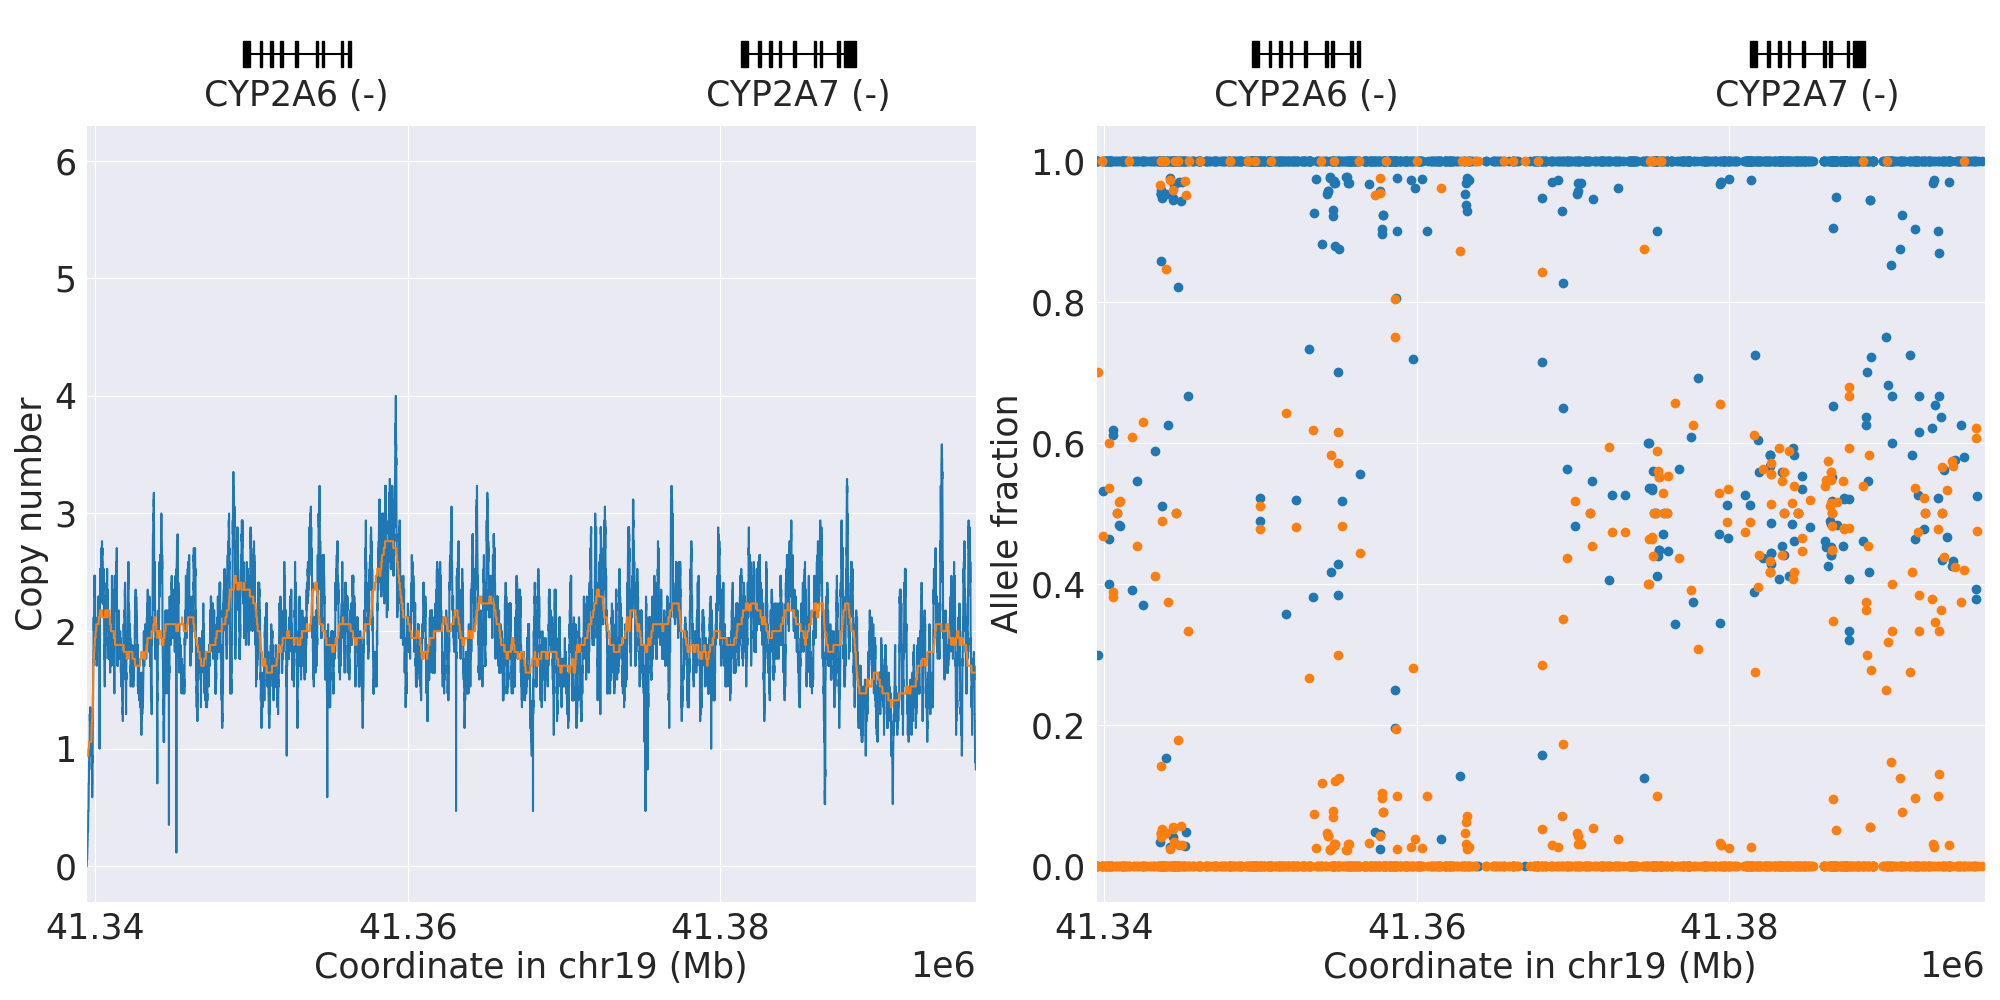 CYP2A6 (-)
CYP2A7 (-)
6
5
4
3
2
1
0
Copy number
41.34
41.36
41.38
Coordinate in chr19 (Mb)
1e6
CYP2A6 (-)
CYP2A7 (-)
1.0
0.8
0.6
0.4
0.2
0.0
Allele fraction
41.34
41.36
41.38
Coordinate in chr19 (Mb)
1e6